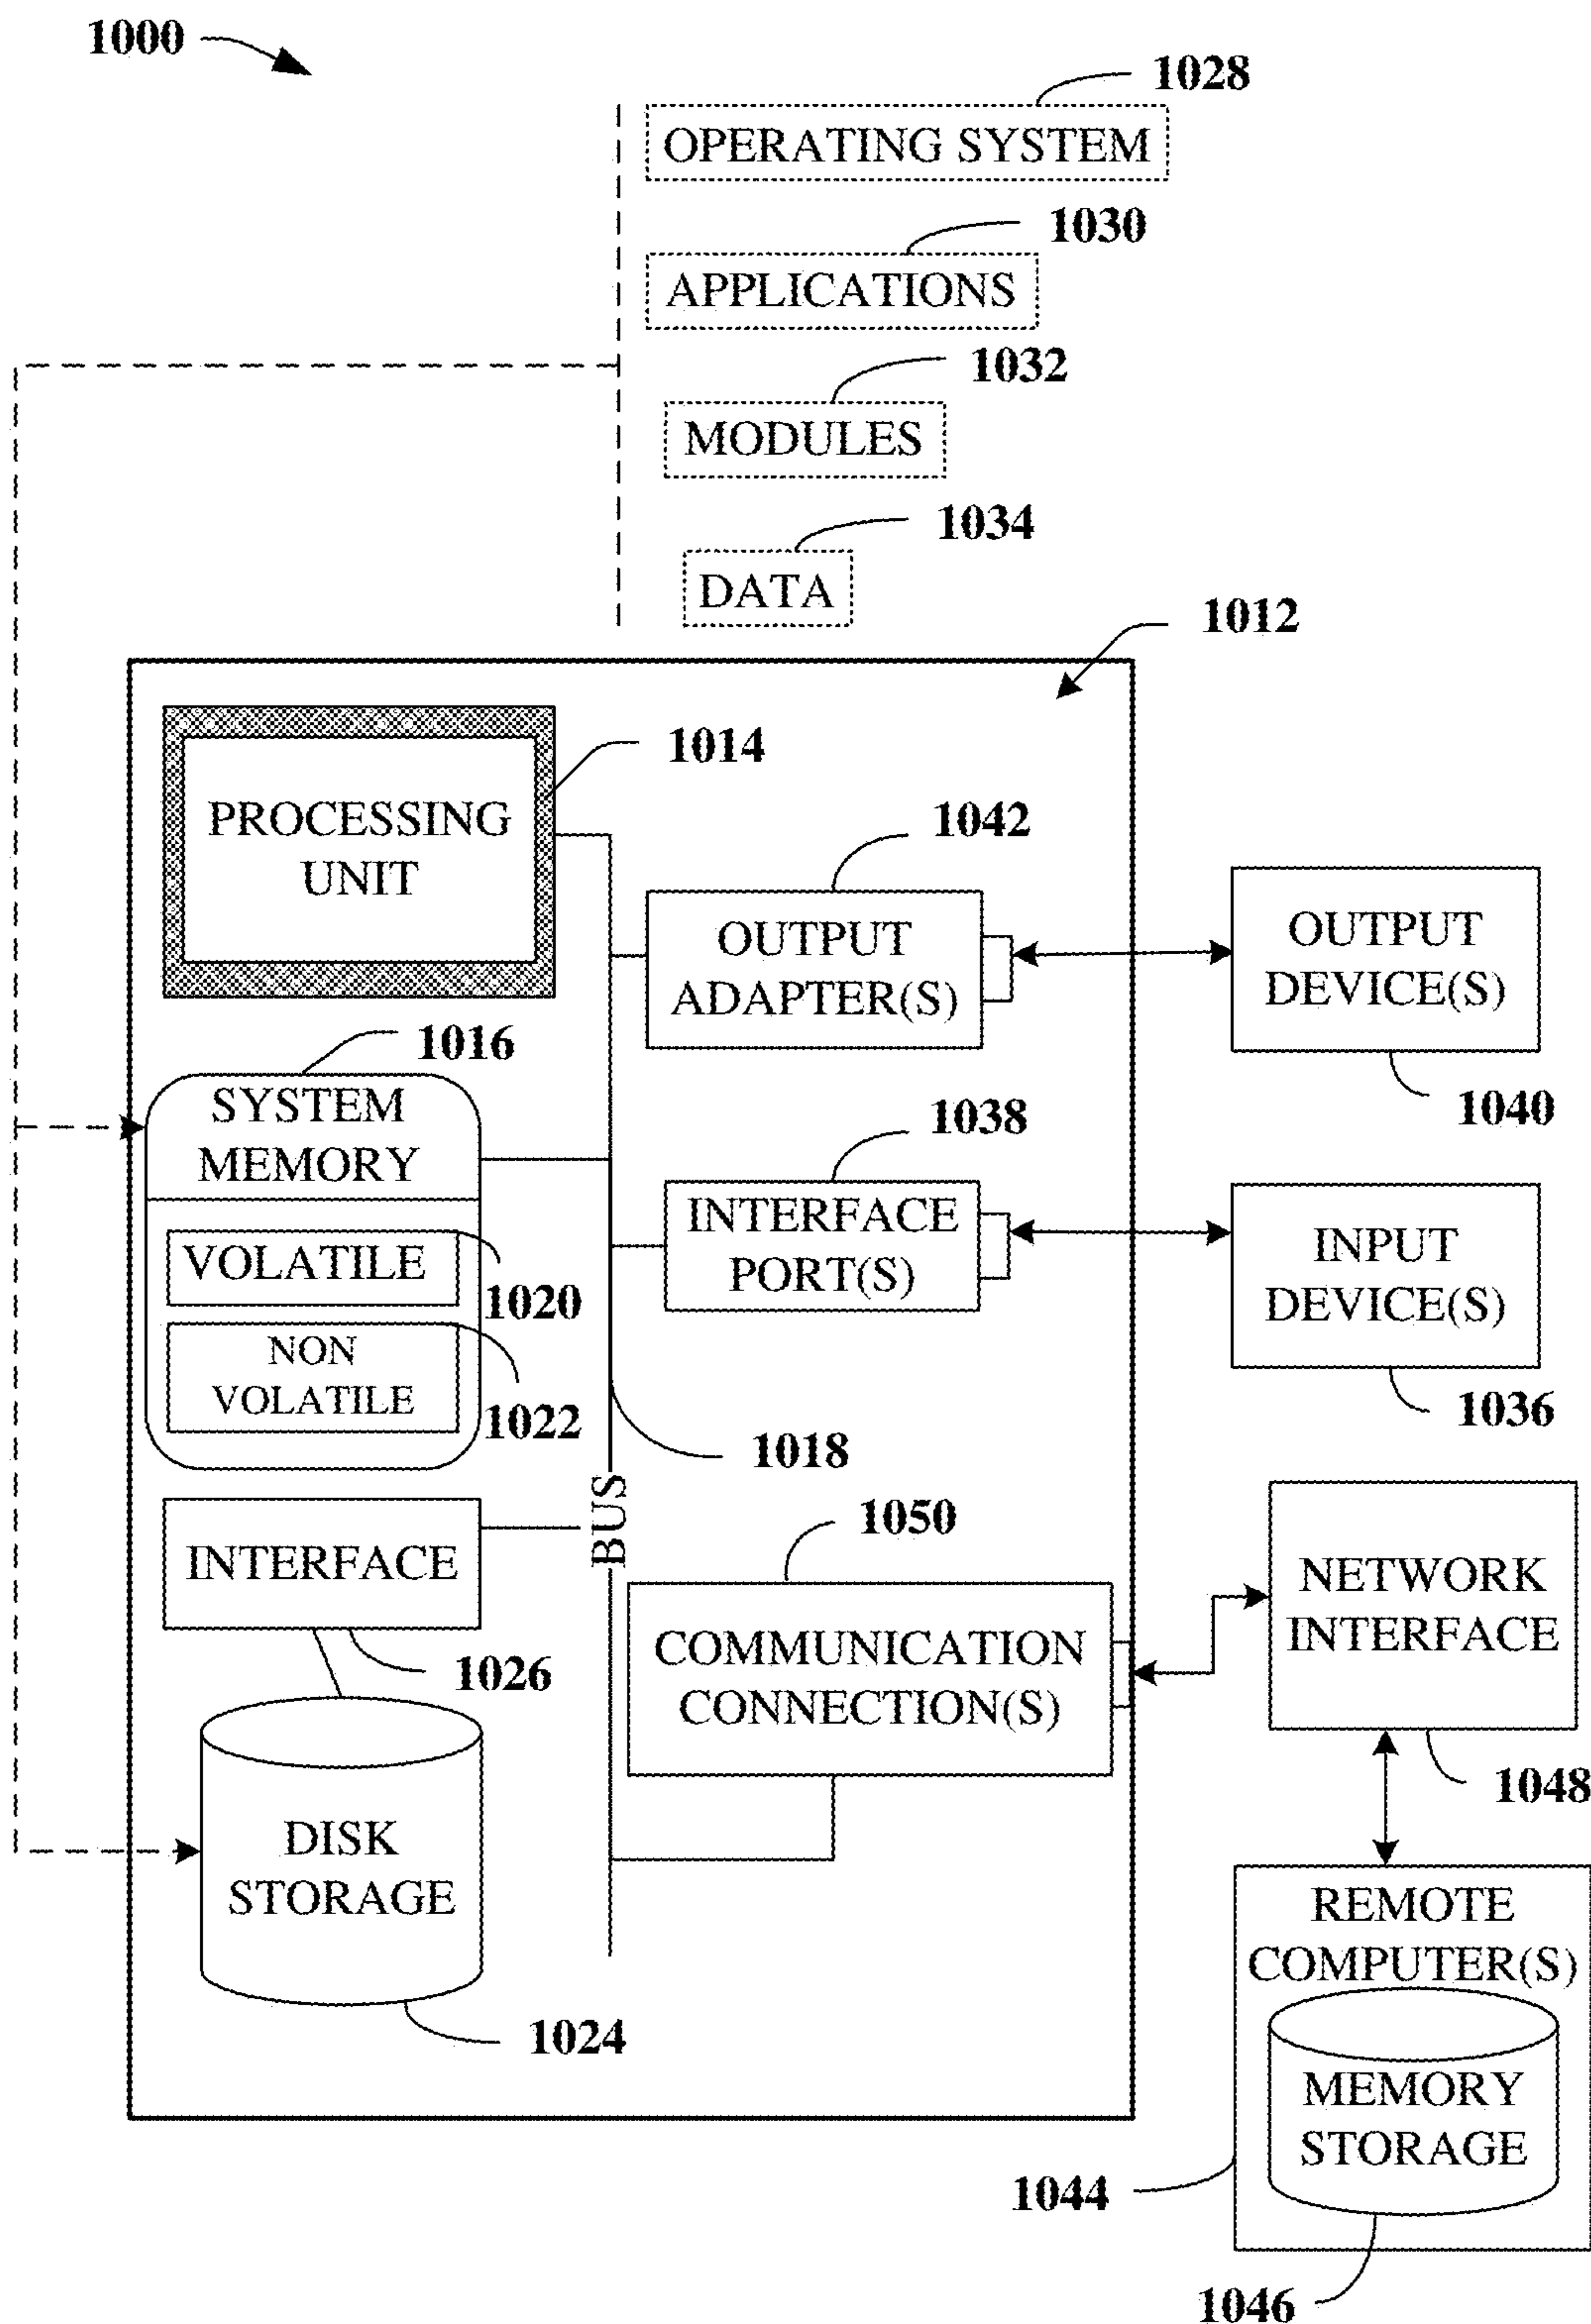 1000
1028
OPERATING SYSTEM
1030
APPLICATIONS
1032
MODULES
1034
DATA
1012
1014
PROCESSING
UNIT
1042
OUTPUT
ADAPTER(S)
OUTPUT
DEVICE(S)
1040
1016
SYSTEM
MEMORY
VOLATILE
1020
NON
VOLATILE
1022
1038
INTERFACE
PORT(S)
INPUT
DEVICE(S)
1036
1018
BUS
INTERFACE
1026
1050
COMMUNICATION
CONNECTION(S)
NETWORK
INTERFACE
1048
DISK
STORAGE
1024
REMOTE
COMPUTER(S)
MEMORY
STORAGE
1044
1046